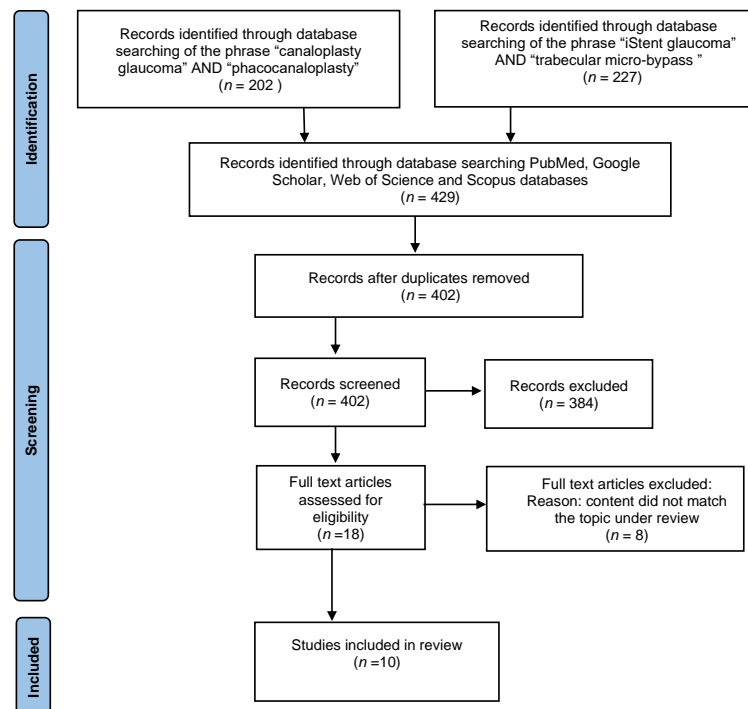 Identification
Records identified through database
searching of the phrase “canaloplasty
glaucoma” AND “phacocanaloplasty”
(n = 202 )
Records identified through database
searching of the phrase “iStent glaucoma”
AND “trabecular micro-bypass ”
(n = 227)
Records identified through database searching PubMed, Google
Scholar, Web of Science and Scopus databases
(n = 429)
Screening
Records after duplicates removed
(n = 402)
Records screened
(n = 402)
Records excluded
(n = 384)
Full text articles
assessed for
eligibility
(n =18)
Full text articles excluded:
Reason: content did not match
the topic under review
(n = 8)
Included
Studies included in review
(n =10)